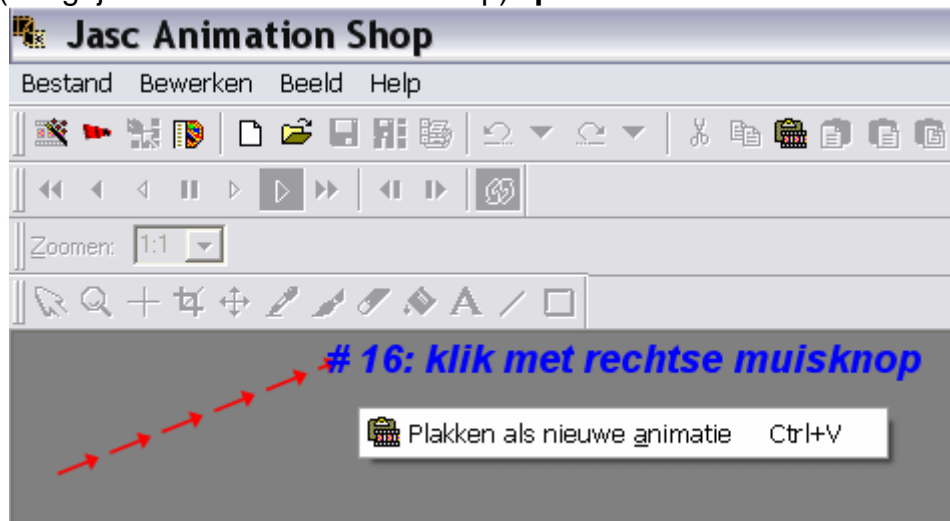 Jasc Animation Shop
Bestand Bewerken Beeld Help
Zoomen: 1:1
# 16: klik met rechtse muisknop
Plakken als nieuwe animatie Ctrl+V